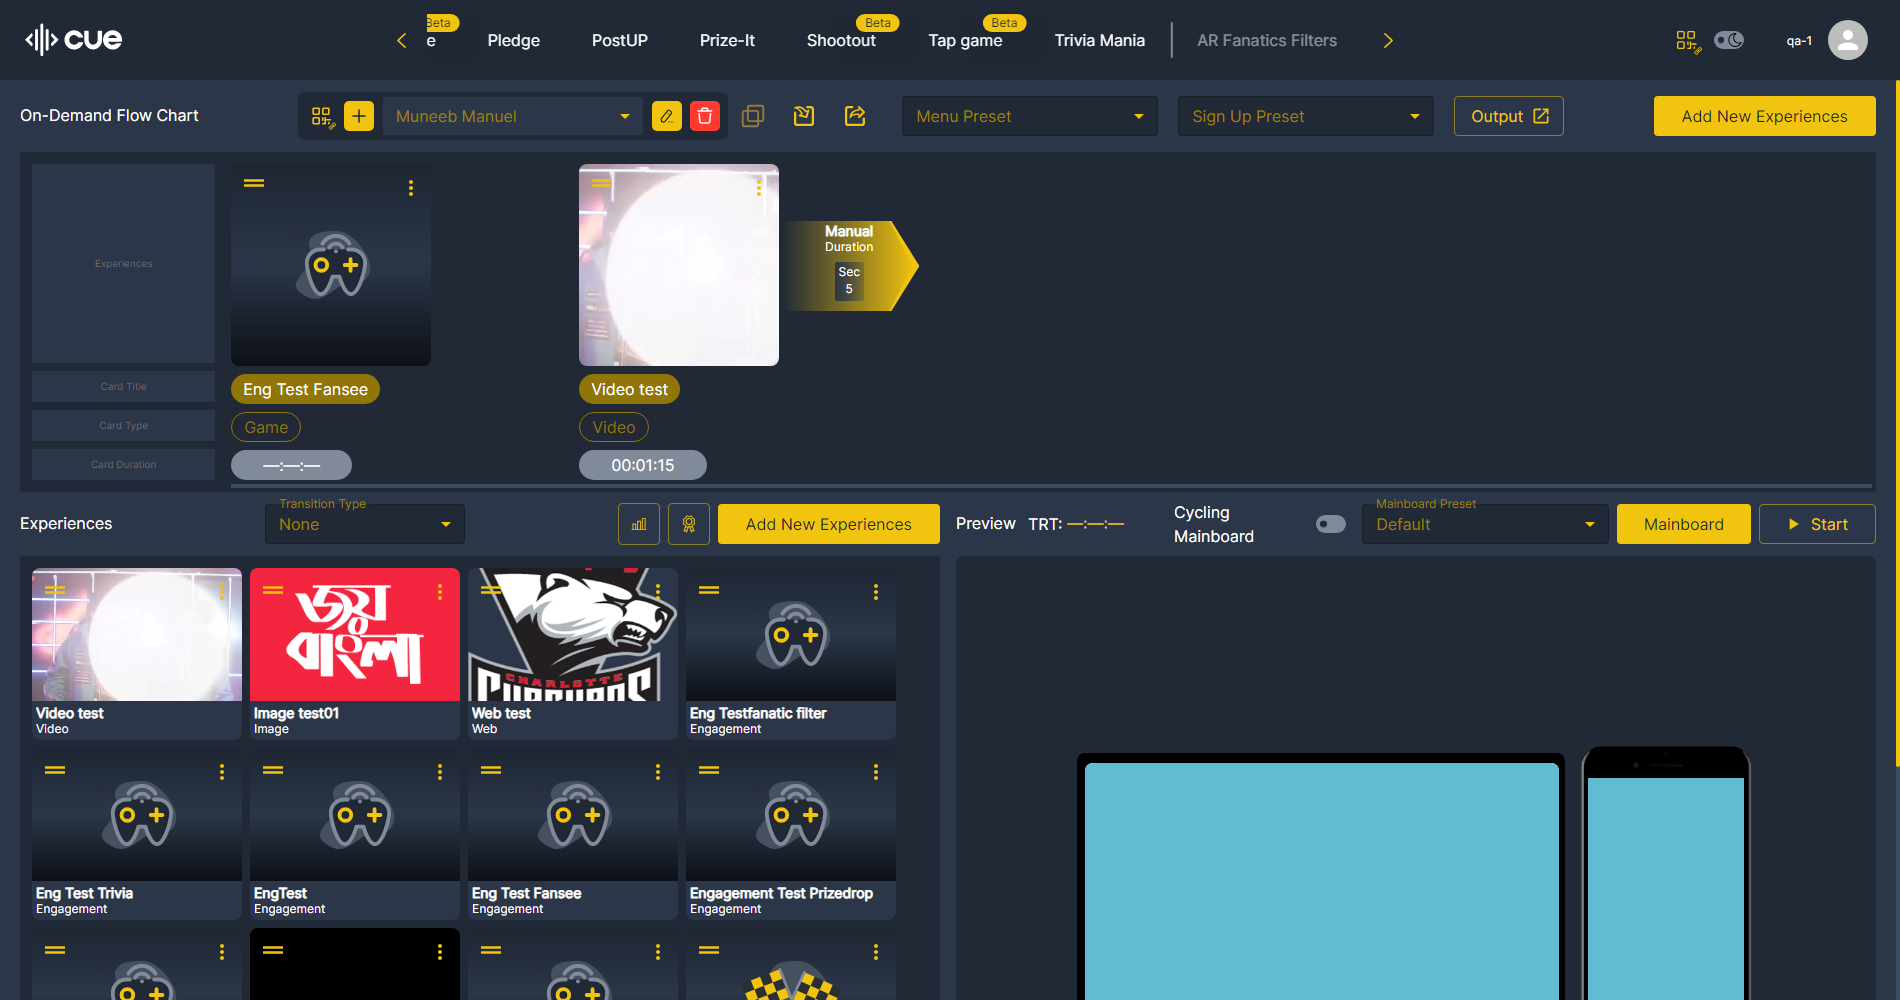 cue
Beta
e
Pledge
PostUP
Prize-It
Beta
Shootout
Beta
Tap game
Trivia Mania
AR Fanatics Filters
qa-1
On-Demand Flow Chart
Muneeb Manuel
Menu Preset
Sign Up Preset
Output
Add New Experiences
Experiences
Card Title
Card Type
Card Duration
Eng Test Fansee
Game
—:—:—
Video test
Video
00:01:15
Manual
Duration
Sec
5
Experiences
Transition Type
None
Add New Experiences
Preview TRT: —:—:—
Cycling
Mainboard
Mainboard Preset
Default
Mainboard
Start
Video test
Video
জয়
বাংলা
Image test01
Image
CHARLOTTE
Web test
Web
Eng Testfanatic filter
Engagement
Eng Test Trivia
Engagement
EngTest
Engagement
Eng Test Fansee
Engagement
Engagement Test Prizedrop
Engagement